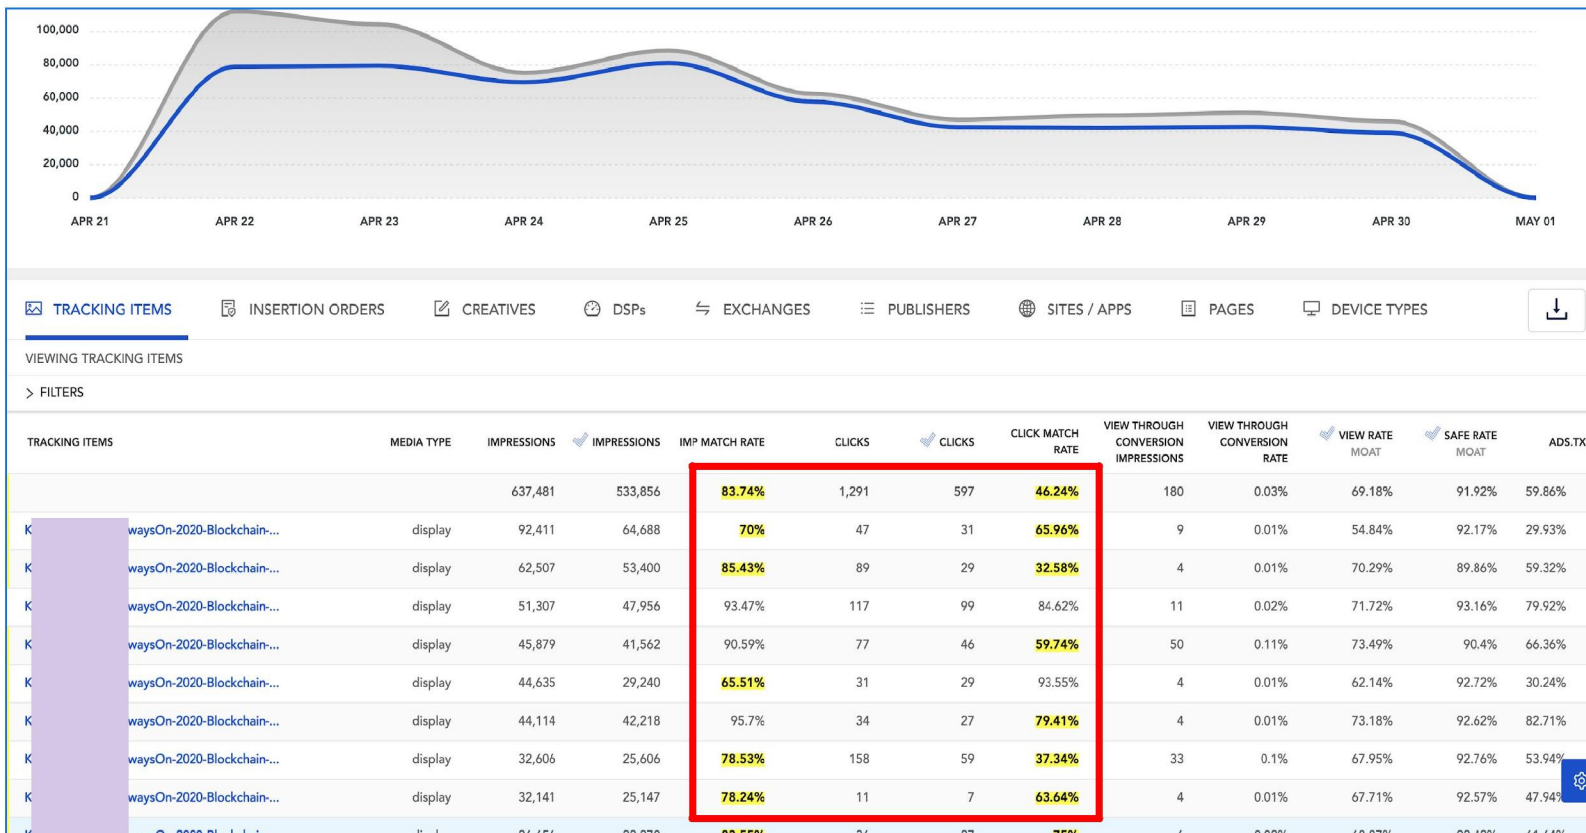 100,000
80,000
60,000
40,000
20,000
0
APR 21 APR 22 APR 23 APR 24 APR 25 APR 26 APR 27 APR 28 APR 29 APR 30 MAY 01
TRACKING ITEMS INSERTION ORDERS CREATIVES DSPs EXCHANGES PUBLISHERS SITES / APPS PAGES DEVICE TYPES
VIEWING TRACKING ITEMS
> FILTERS
TRACKING ITEMS MEDIA TYPE IMPRESSIONS IMPRESSIONS IMP MATCH RATE CLICKS CLICKS CLICK MATCH RATE VIEW THROUGH CONVERSION IMPRESSIONS VIEW THROUGH CONVERSION RATE VIEW RATE MOAT SAFE RATE MOAT ADS.TX
637,481 533,856 83.74% 1,291 597 46.24% 180 0.03% 69.18% 91.92% 59.86%
K waysOn-2020-Blockchain-... display 92,411 64,688 70% 47 31 65.96% 9 0.01% 54.84% 92.17% 29.93%
K waysOn-2020-Blockchain-... display 62,507 53,400 85.43% 89 29 32.58% 4 0.01% 70.29% 89.86% 59.32%
K waysOn-2020-Blockchain-... display 51,307 47,956 93.47% 117 99 84.62% 11 0.02% 71.72% 93.16% 79.92%
K waysOn-2020-Blockchain-... display 45,879 41,562 90.59% 77 46 59.74% 50 0.11% 73.49% 90.4% 66.36%
K waysOn-2020-Blockchain-... display 44,635 29,240 65.51% 31 29 93.55% 4 0.01% 62.14% 92.72% 30.24%
K waysOn-2020-Blockchain-... display 44,114 42,218 95.7% 34 27 79.41% 4 0.01% 73.18% 92.62% 82.71%
K waysOn-2020-Blockchain-... display 32,606 25,606 78.53% 158 59 37.34% 33 0.1% 67.95% 92.76% 53.94%
K waysOn-2020-Blockchain-... display 32,141 25,147 78.24% 11 7 63.64% 4 0.01% 67.71% 92.57% 47.94%